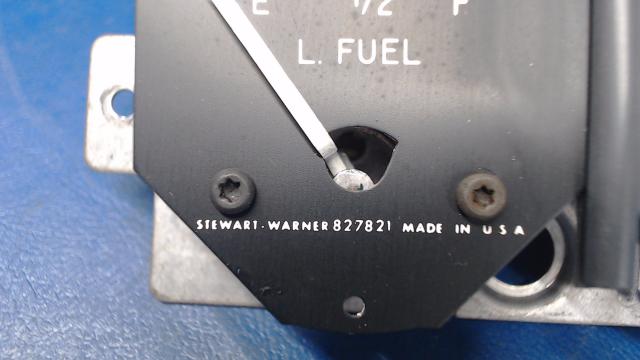 E 1/2 F
L. FUEL
STEWART-WARNER 827821 MADE IN U S A